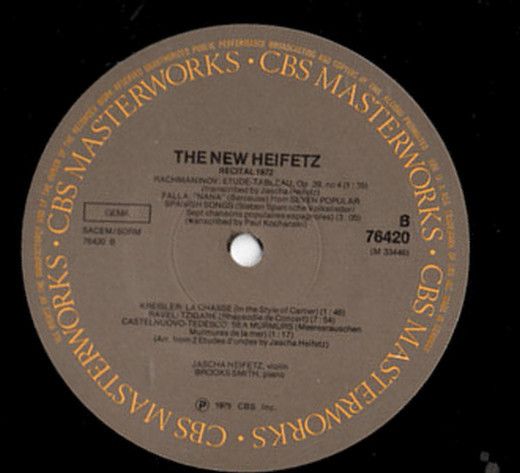 CBS MASTERWORKS · CBS MASTERWORKS · CBS MASTERWORKS · CBS MASTERWORKS ·
THE NEW HEIFETZ
RECITAL 1972
RACHMANINOV: ETUDE-TABLEAU, Op. 39, no 4 (1 : 35)
(transcribed by Jascha Heifetz)
FALLA: "NANA" (Berceuse) from SEVEN POPULAR
SPANISH SONGS (Sieben Spanische Volkslieder)
Sept chansons populaires espagnoles) (3 : 05)
(transcribed by Paul Kochanski)
GEMA
SACEM/SDRM
76420 B
B
76420
(M 33446)
KREISLER: LA CHASSE (In the Style of Cartier) (1 : 46)
RAVEL: TZIGANE (Rhapsodie de Concert) (7 : 54)
CASTELNUOVO-TEDESCO: SEA MURMURS (Meeresrauschen
Murmures de la mer) (1 : 17)
(Arr. from 2 Etudes d'ondes by Jascha Heifetz)
JASCHA HEIFETZ, violin
BROOKS SMITH, piano
℗ 1975 CBS Inc.